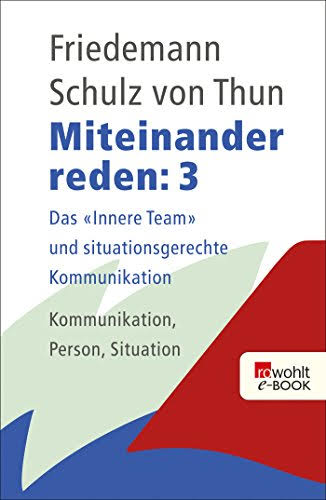 Friedemann
Schulz von Thun
Miteinander
reden: 3
Das «Innere Team»
und situationsgerechte
Kommunikation
Kommunikation,
Person, Situation
rowohlt
e-BOOK